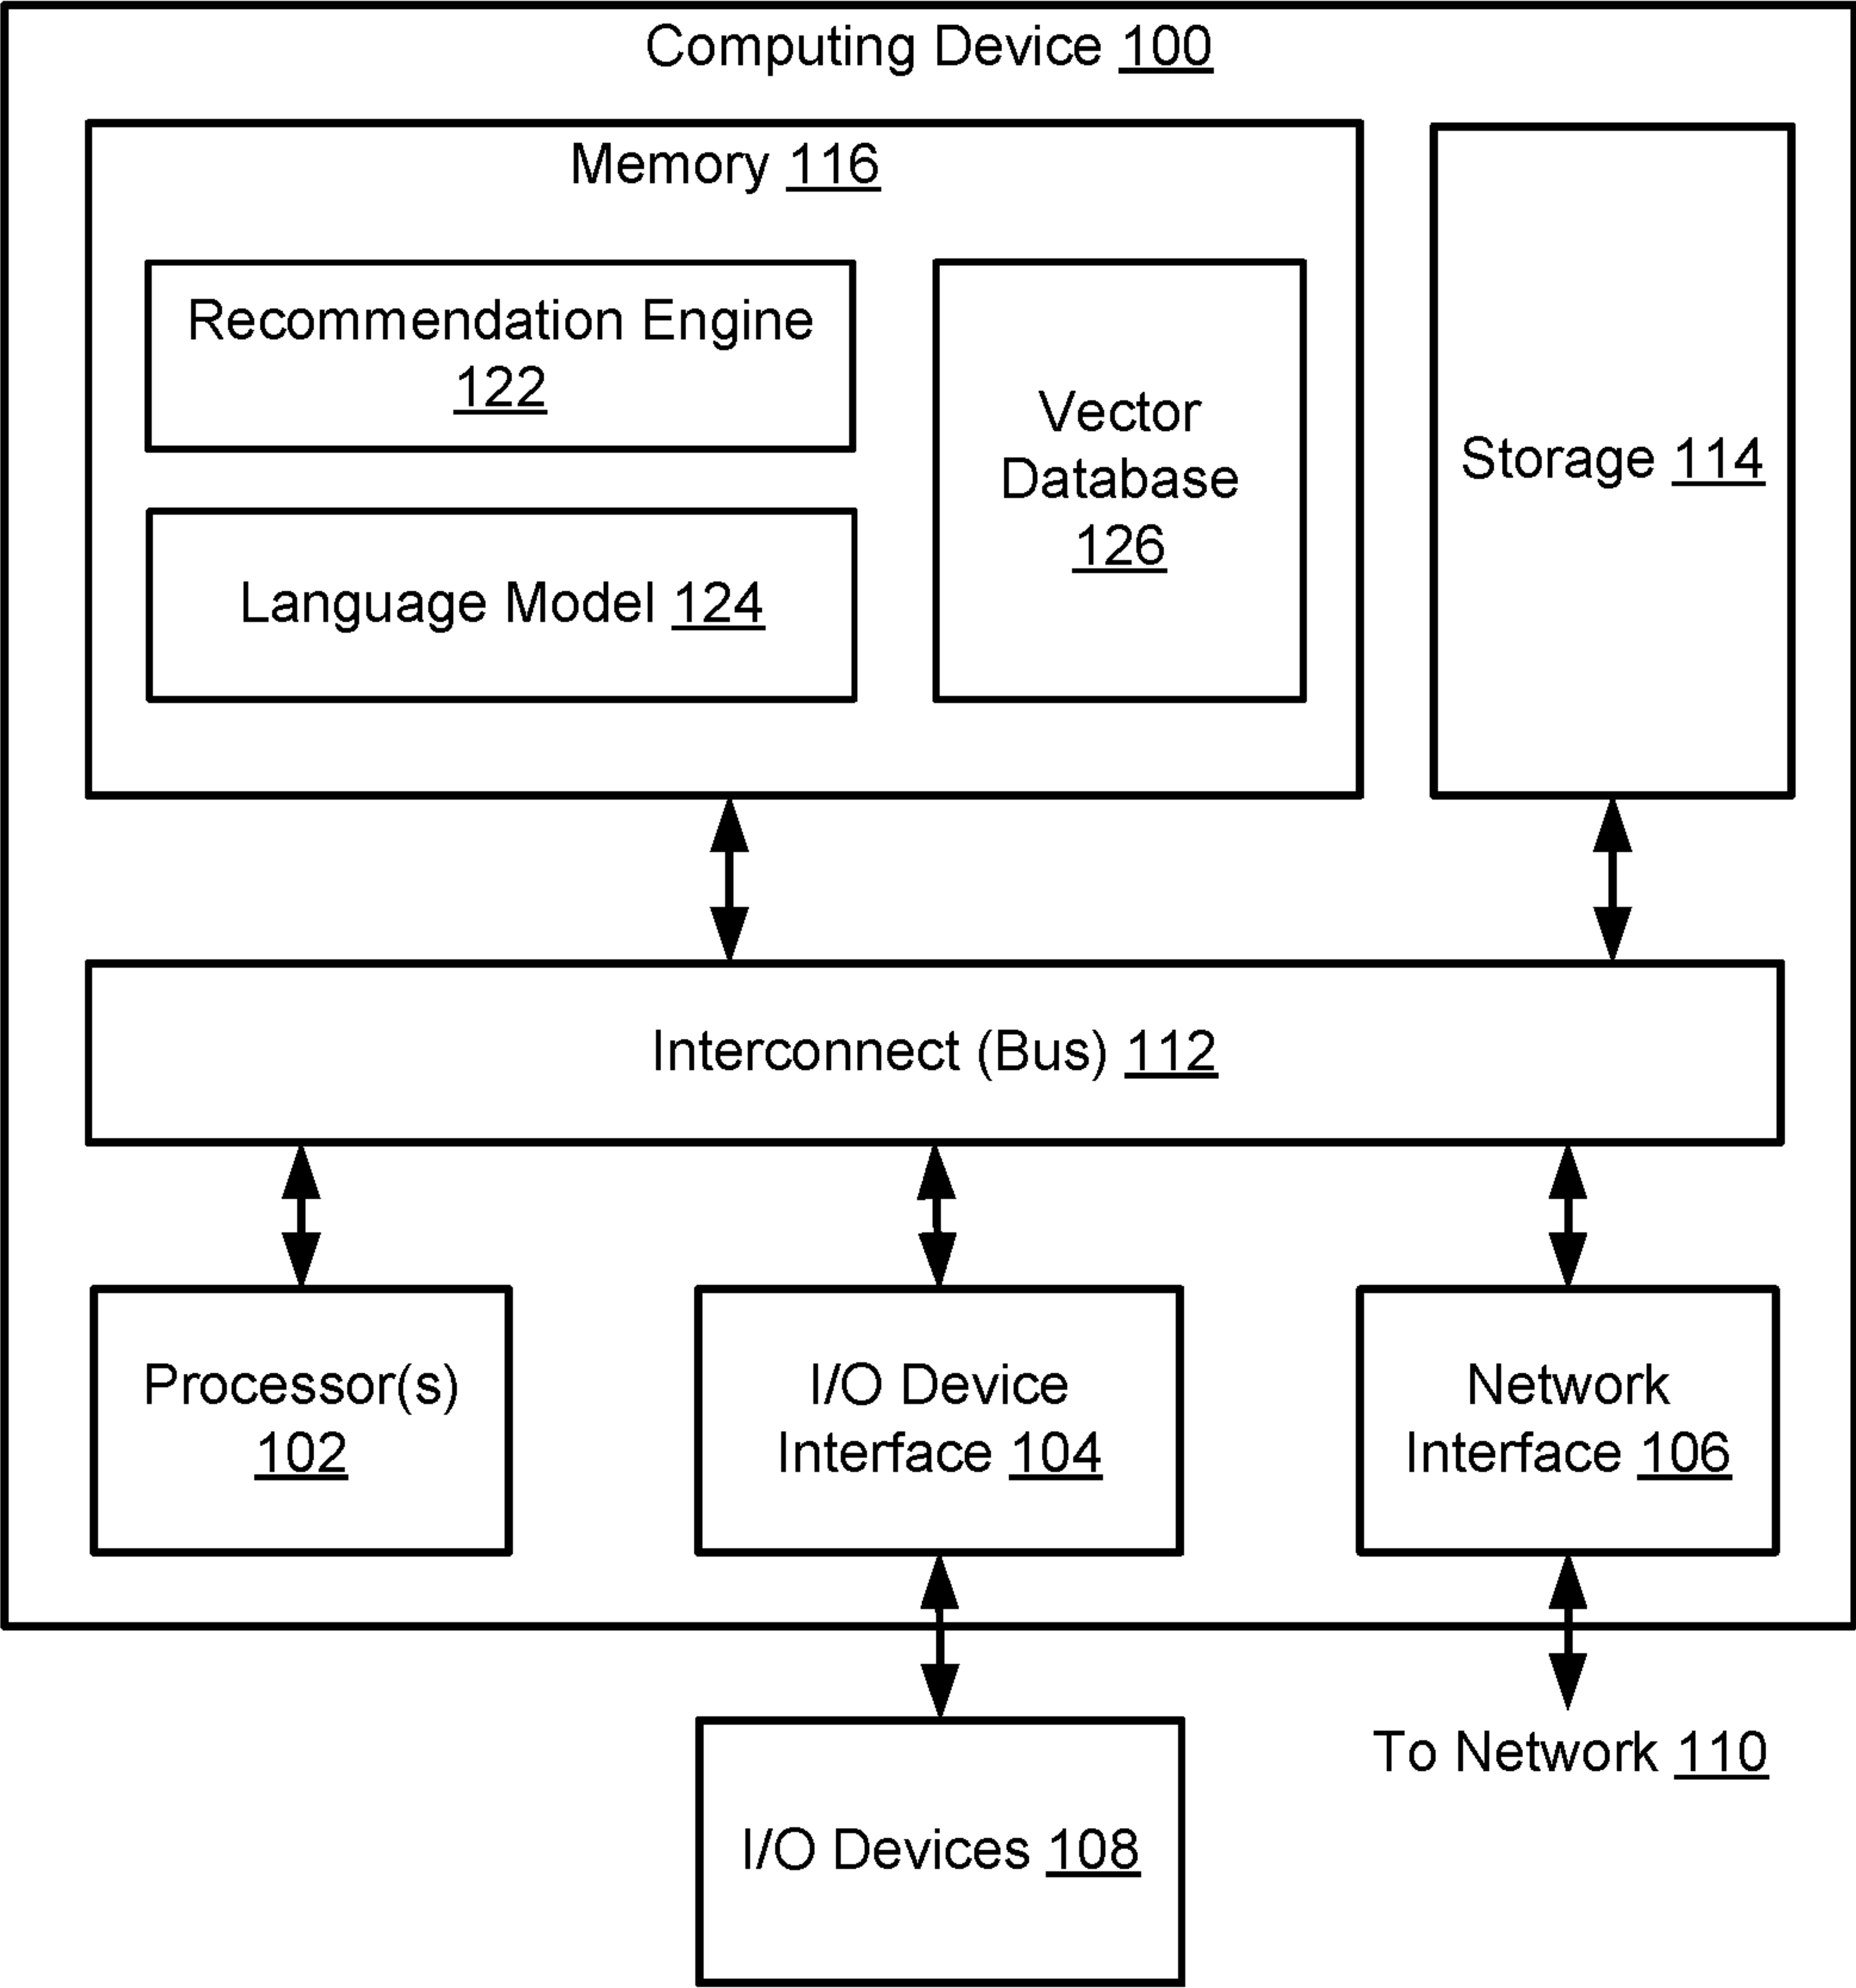 Computing Device 100
Memory 116
Recommendation Engine
122
Language Model 124
Vector
Database
126
Storage 114
Interconnect (Bus) 112
Processor(s)
102
I/O Device
Interface 104
Network
Interface 106
To Network 110
I/O Devices 108